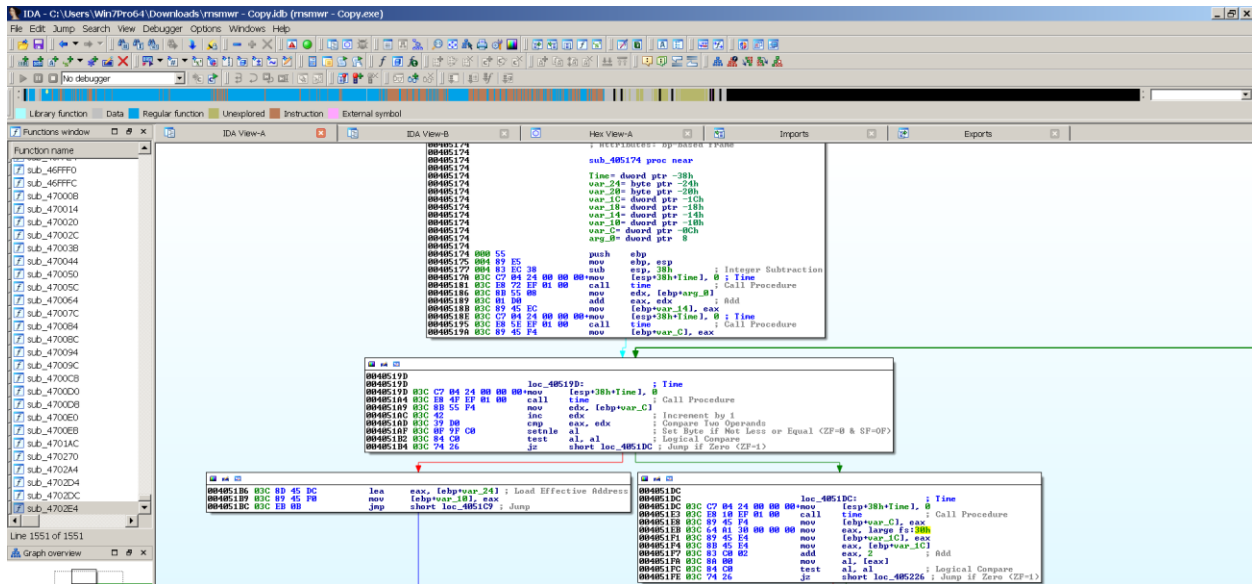 IDA - C:\Users\Win7Pro64\Downloads\rnsmwr - Copy.idb (rnsmwr - Copy.exe)
File Edit Jump Search View Debugger Options Windows Help
No debugger
Library function Data Regular function Unexplored Instruction External symbol
Functions window
IDA View-A IDA View-B Hex View-A Imports Exports
Function name
sub_46FFF0
sub_46FFFC
sub_470008
sub_470014
sub_470020
sub_47002C
sub_470038
sub_470044
sub_470050
sub_47005C
sub_470064
sub_47007C
sub_470084
sub_47008C
sub_470094
sub_47009C
sub_4700C8
sub_4700D0
sub_4700D8
sub_4700E0
sub_4700E8
sub_4701AC
sub_470270
sub_4702A4
sub_4702D4
sub_4702DC
sub_4702E4
Line 1551 of 1551
Graph overview
00405174 ; Attributes: bp-based frame
00405174
00405174 sub_405174 proc near
00405174
00405174 Time= dword ptr -38h
00405174 var_24= byte ptr -24h
00405174 var_20= byte ptr -20h
00405174 var_1C= dword ptr -1Ch
00405174 var_18= dword ptr -18h
00405174 var_14= dword ptr -14h
00405174 var_10= dword ptr -10h
00405174 var_C= dword ptr -0Ch
00405174 arg_0= dword ptr 8
00405174
00405174 000 55 push ebp
00405175 004 89 E5 mov ebp, esp
00405177 004 83 EC 38 sub esp, 38h ; Integer Subtraction
0040517A 03C C7 04 24 00 00 00+mov [esp+38h+Time], 0 ; Time
00405181 03C E8 72 EF 01 00 call time ; Call Procedure
00405186 03C 8B 55 08 mov edx, [ebp+arg_0]
00405189 03C 01 D0 add eax, edx ; Add
0040518B 03C 89 45 EC mov [ebp+var_14], eax
0040518E 03C C7 04 24 00 00 00+mov [esp+38h+Time], 0 ; Time
00405195 03C E8 5E EF 01 00 call time ; Call Procedure
0040519A 03C 89 45 F4 mov [ebp+var_C], eax
0040519D
0040519D loc_40519D: ; Time
0040519D 03C C7 04 24 00 00 00+mov [esp+38h+Time], 0
004051A4 03C E8 4F EF 01 00 call time ; Call Procedure
004051A9 03C 8B 55 F4 mov edx, [ebp+var_C]
004051AC 03C 42 inc edx ; Increment by 1
004051AD 03C 39 D0 cmp eax, edx ; Compare Two Operands
004051AF 03C 0F 9F C0 setnle al ; Set Byte if Not Less or Equal (ZF=0 & SF=OF)
004051B2 03C 84 C0 test al, al ; Logical Compare
004051B4 03C 74 26 jz short loc_4051DC ; Jump if Zero (ZF=1)
004051B6 03C 8D 45 DC lea eax, [ebp+var_24] ; Load Effective Address
004051B9 03C 89 45 F0 mov [ebp+var_10], eax
004051BC 03C EB 0B jmp short loc_4051C9 ; Jump
004051DC
004051DC loc_4051DC: ; Time
004051DC 03C C7 04 24 00 00 00+mov [esp+38h+Time], 0
004051E3 03C E8 10 EF 01 00 call time ; Call Procedure
004051E8 03C 89 45 F4 mov [ebp+var_C], eax
004051EB 03C 64 A1 30 00 00 00 mov eax, large fs:30h
004051F1 03C 89 45 E4 mov [ebp+var_1C], eax
004051F4 03C 8B 45 E4 mov eax, [ebp+var_1C]
004051F7 03C 83 C0 02 add eax, 2 ; Add
004051FA 03C 8A 00 mov al, [eax]
004051FC 03C 84 C0 test al, al ; Logical Compare
004051FE 03C 74 26 jz short loc_405226 ; Jump if Zero (ZF=1)